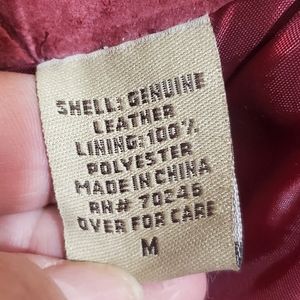 SHELL: GENUINE
LEATHER
LINING: 100%
POLYESTER
MADE IN CHINA
RN# 70246
OVER FOR CARE
M